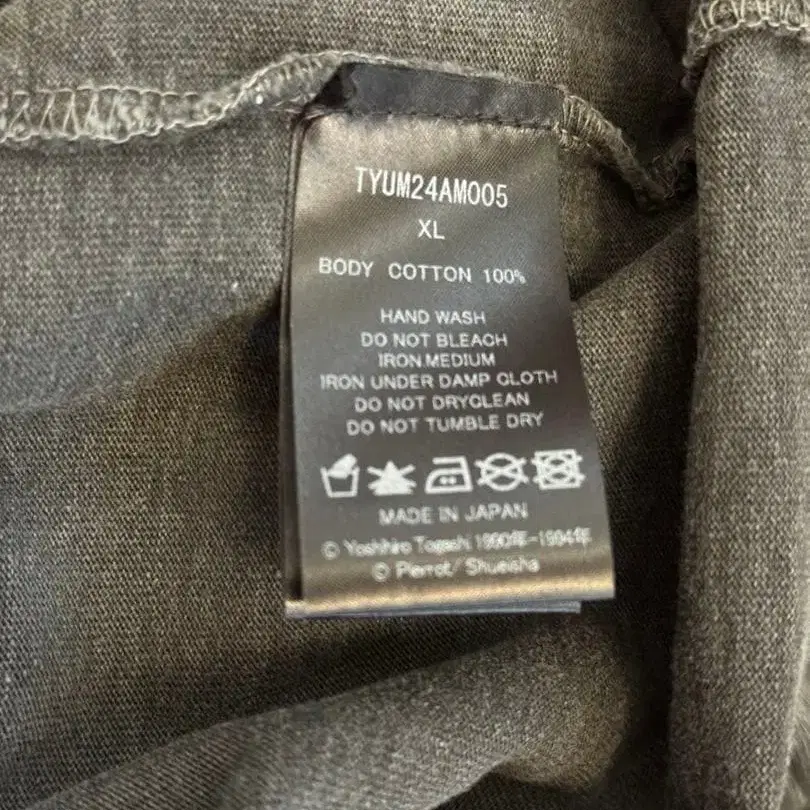 TYUM24AM005
XL
BODY COTTON 100%
HAND WASH
DO NOT BLEACH
IRON MEDIUM
IRON UNDER DAMP CLOTH
DO NOT DRYCLEAN
DO NOT TUMBLE DRY
MADE IN JAPAN
© Yoshihiro Togashi 1990年-1994年
© Pierrot/Shueisha